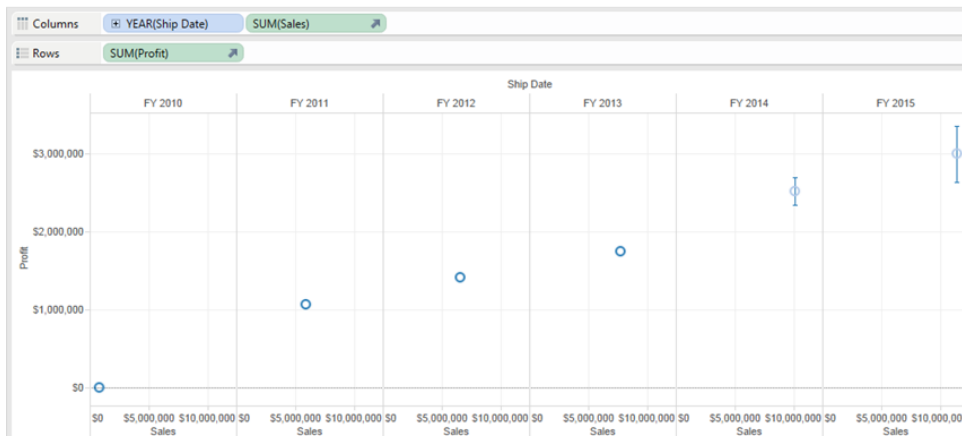 Columns YEAR(Ship Date) SUM(Sales)
Rows SUM(Profit)
Ship Date
FY 2010 FY 2011 FY 2012 FY 2013 FY 2014 FY 2015
$3,000,000
$2,000,000
Profit
$1,000,000
$0
$0 $5,000,000 $10,000,000 $0 $5,000,000 $10,000,000 $0 $5,000,000 $10,000,000 $0 $5,000,000 $10,000,000 $0 $5,000,000 $10,000,000 $0 $5,000,000 $10,000,00
Sales Sales Sales Sales Sales Sales